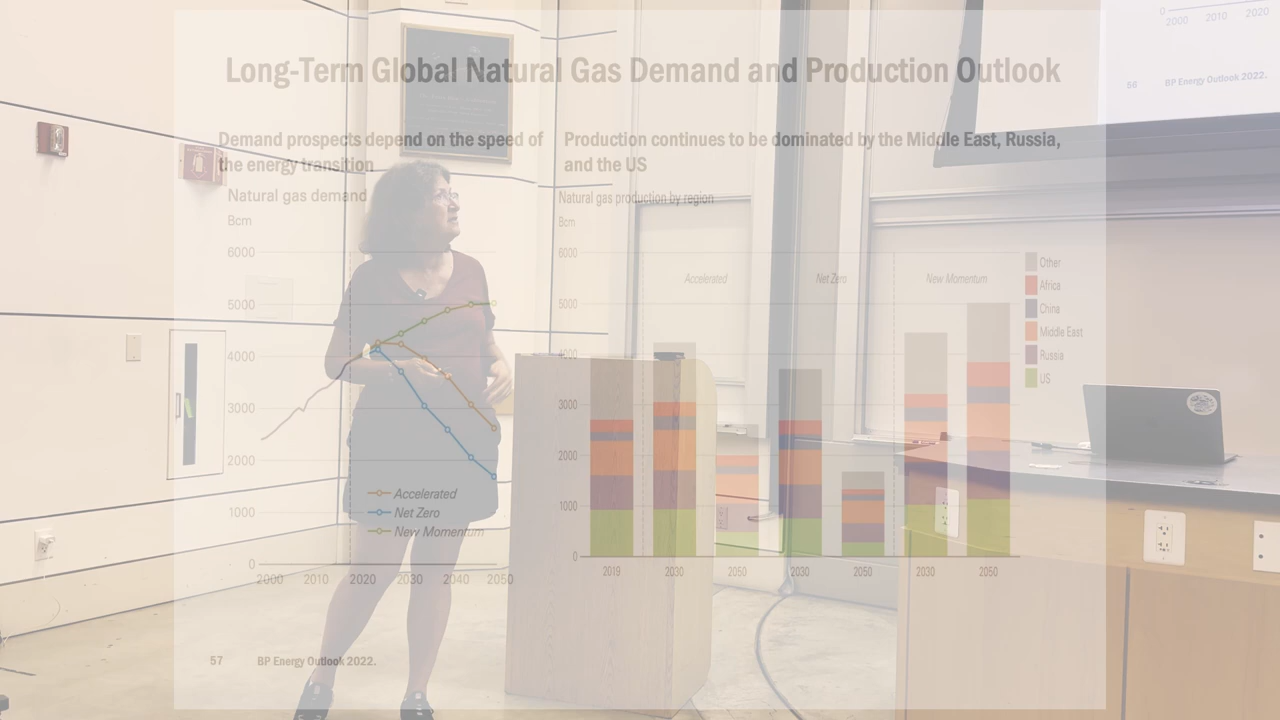 Long-Term Global Natural Gas Demand and Production Outlook
Demand prospects depend on the speed of
the energy transition
Natural gas demand
Bcm
6000
5000
4000
3000
2000
1000
0
2000 2010 2020 2030 2040 2050
Accelerated
Net Zero
New Momentum
Production continues to be dominated by the Middle East, Russia,
and the US
Natural gas production by region
Bcm
6000
5000
4000
3000
2000
1000
0
Accelerated Net Zero New Momentum
2019 2030 2050 2030 2050 2030 2050
Other
Africa
China
Middle East
Russia
US
57 BP Energy Outlook 2022.
0
2000 2010 2020
56 BP Energy Outlook 2022.